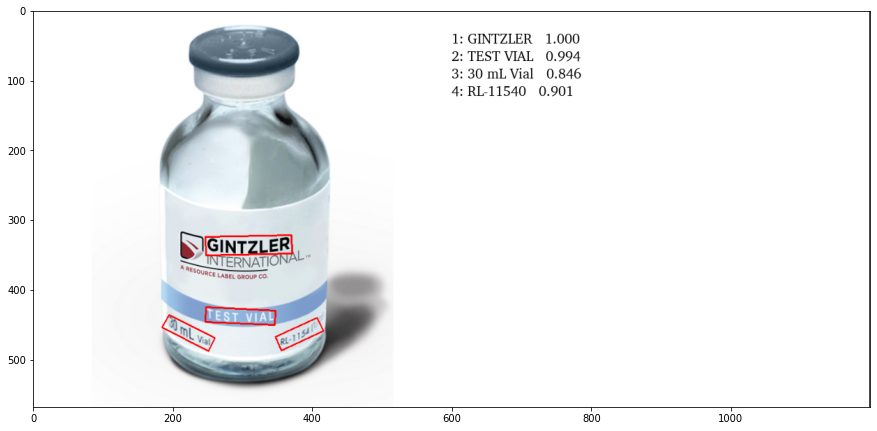 GINTZLER
INTERNATIONAL™
A RESOURCE LABEL GROUP CO.
TEST VIAL
30 mL Vial
RL-1154
1: GINTZLER 1.000
2: TEST VIAL 0.994
3: 30 mL Vial 0.846
4: RL-11540 0.901
0
100
200
300
400
500
0 200 400 600 800 1000